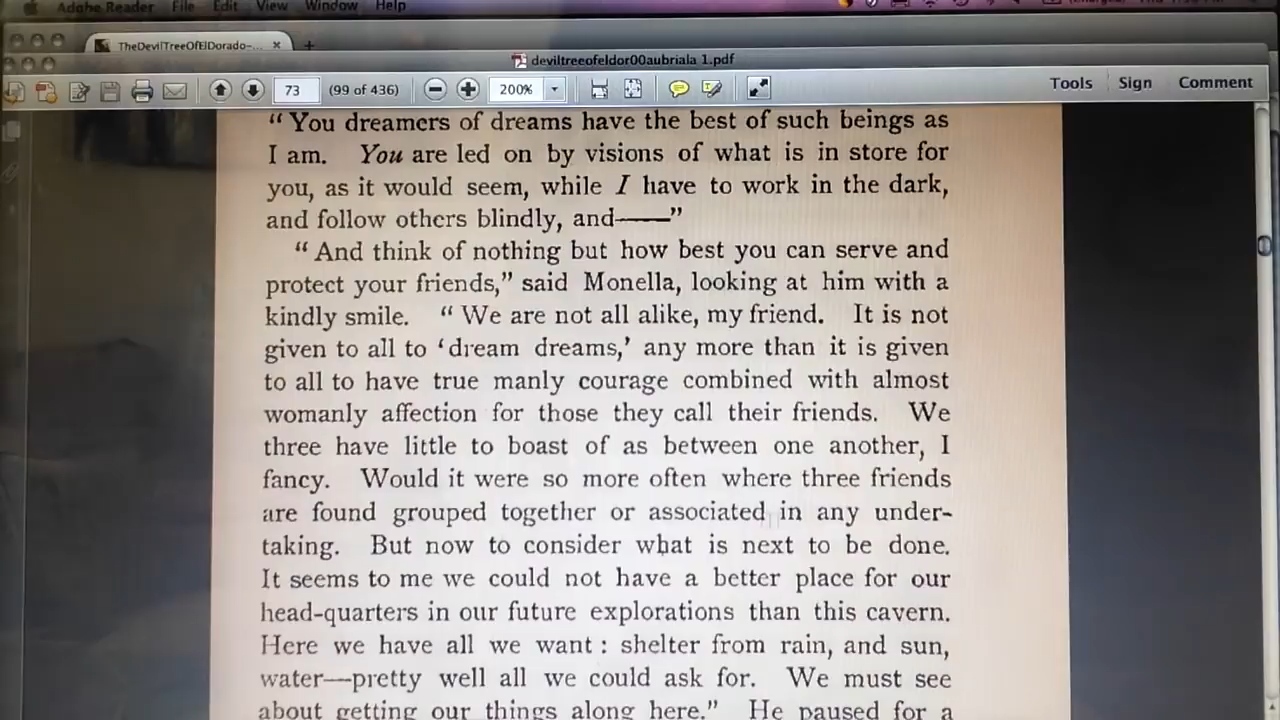 Adobe Reader File Edit View Window Help
TheDevilTreeOfElDorado-...
deviltreeofeldor00aubriala 1.pdf
73 (99 of 436) 200% Tools Sign Comment
“ You dreamers of dreams have the best of such beings as
I am. You are led on by visions of what is in store for
you, as it would seem, while I have to work in the dark,
and follow others blindly, and——”
“ And think of nothing but how best you can serve and
protect your friends,” said Monella, looking at him with a
kindly smile. “ We are not all alike, my friend. It is not
given to all to ‘dream dreams,’ any more than it is given
to all to have true manly courage combined with almost
womanly affection for those they call their friends. We
three have little to boast of as between one another, I
fancy. Would it were so more often where three friends
are found grouped together or associated in any under-
taking. But now to consider what is next to be done.
It seems to me we could not have a better place for our
head-quarters in our future explorations than this cavern.
Here we have all we want : shelter from rain, and sun,
water—pretty well all we could ask for. We must see
about getting our things along here.” He paused for a